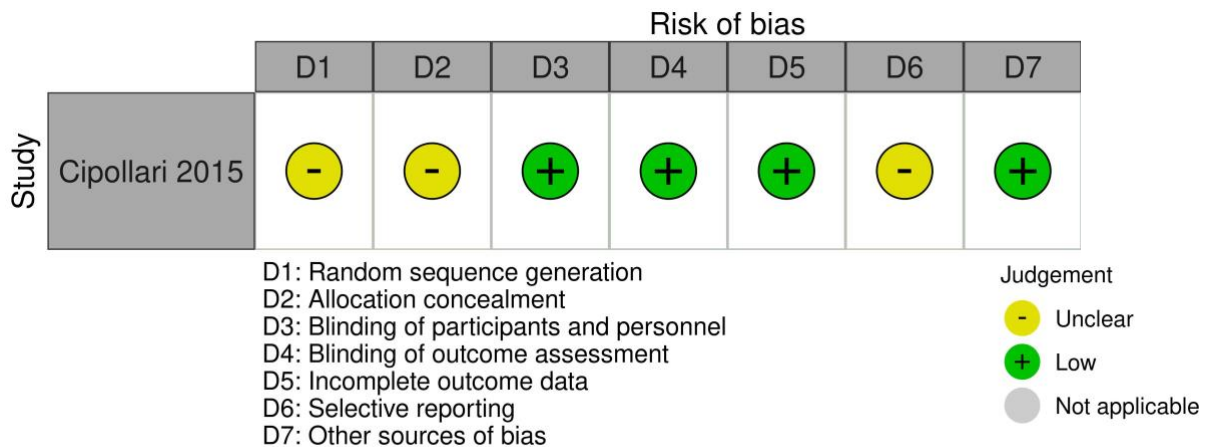 Risk of bias
D1 D2 D3 D4 D5 D6 D7
Study
Cipollari 2015
- - + + + - +
D1: Random sequence generation
D2: Allocation concealment
D3: Blinding of participants and personnel
D4: Blinding of outcome assessment
D5: Incomplete outcome data
D6: Selective reporting
D7: Other sources of bias
Judgement
- Unclear
+ Low
Not applicable